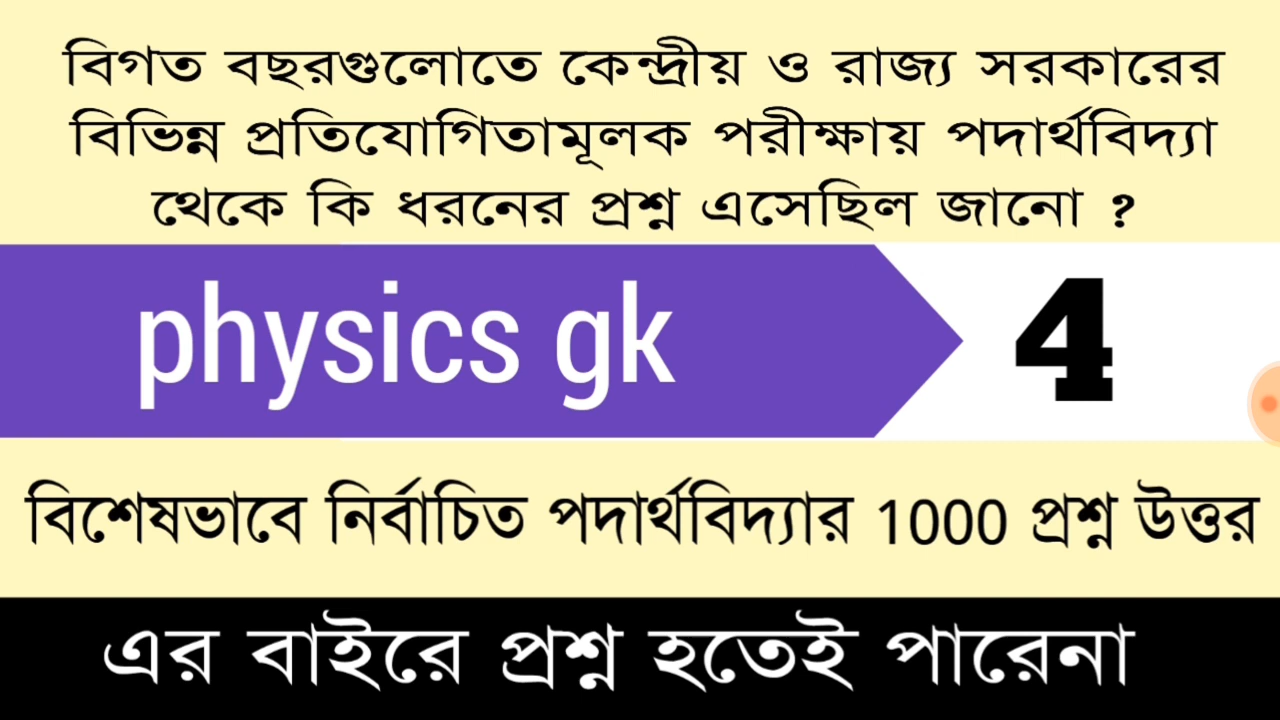 বিগত বছরগুলোতে কেন্দ্রীয় ও রাজ্য সরকারের
বিভিন্ন প্রতিযোগিতামূলক পরীক্ষায় পদার্থবিদ্যা
থেকে কি ধরনের প্রশ্ন এসেছিল জানো ?
physics gk 4
বিশেষভাবে নির্বাচিত পদার্থবিদ্যার 1000 প্রশ্ন উত্তর
এর বাইরে প্রশ্ন হতেই পারেনা